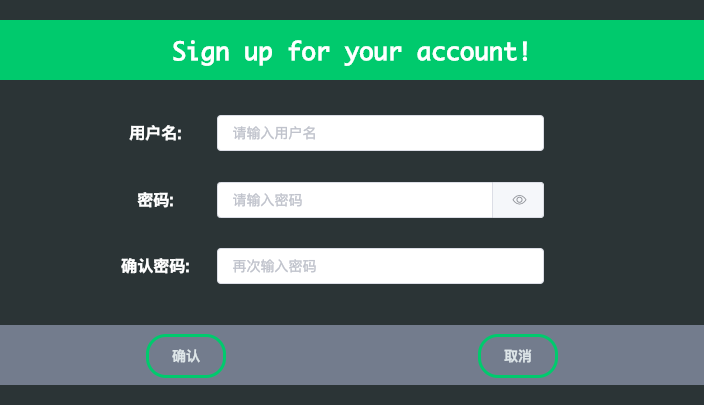 Sign up for your account!
用户名: 请输入用户名
密码: 请输入密码
确认密码: 再次输入密码
确认 取消